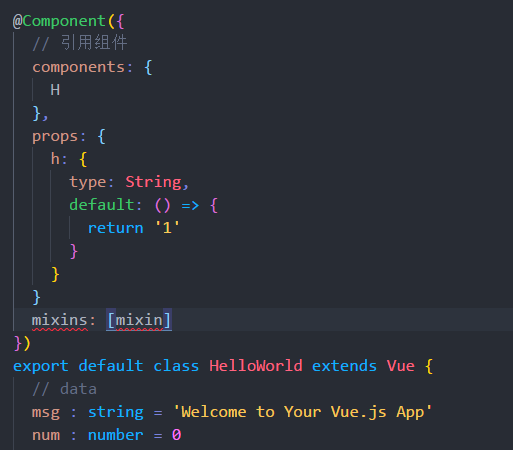 @Component({
// 引用组件
components: {
H
},
props: {
h: {
type: String,
default: () => {
return '1'
}
}
}
mixins: [mixin]
})
export default class HelloWorld extends Vue {
// data
msg : string = 'Welcome to Your Vue.js App'
num : number = 0